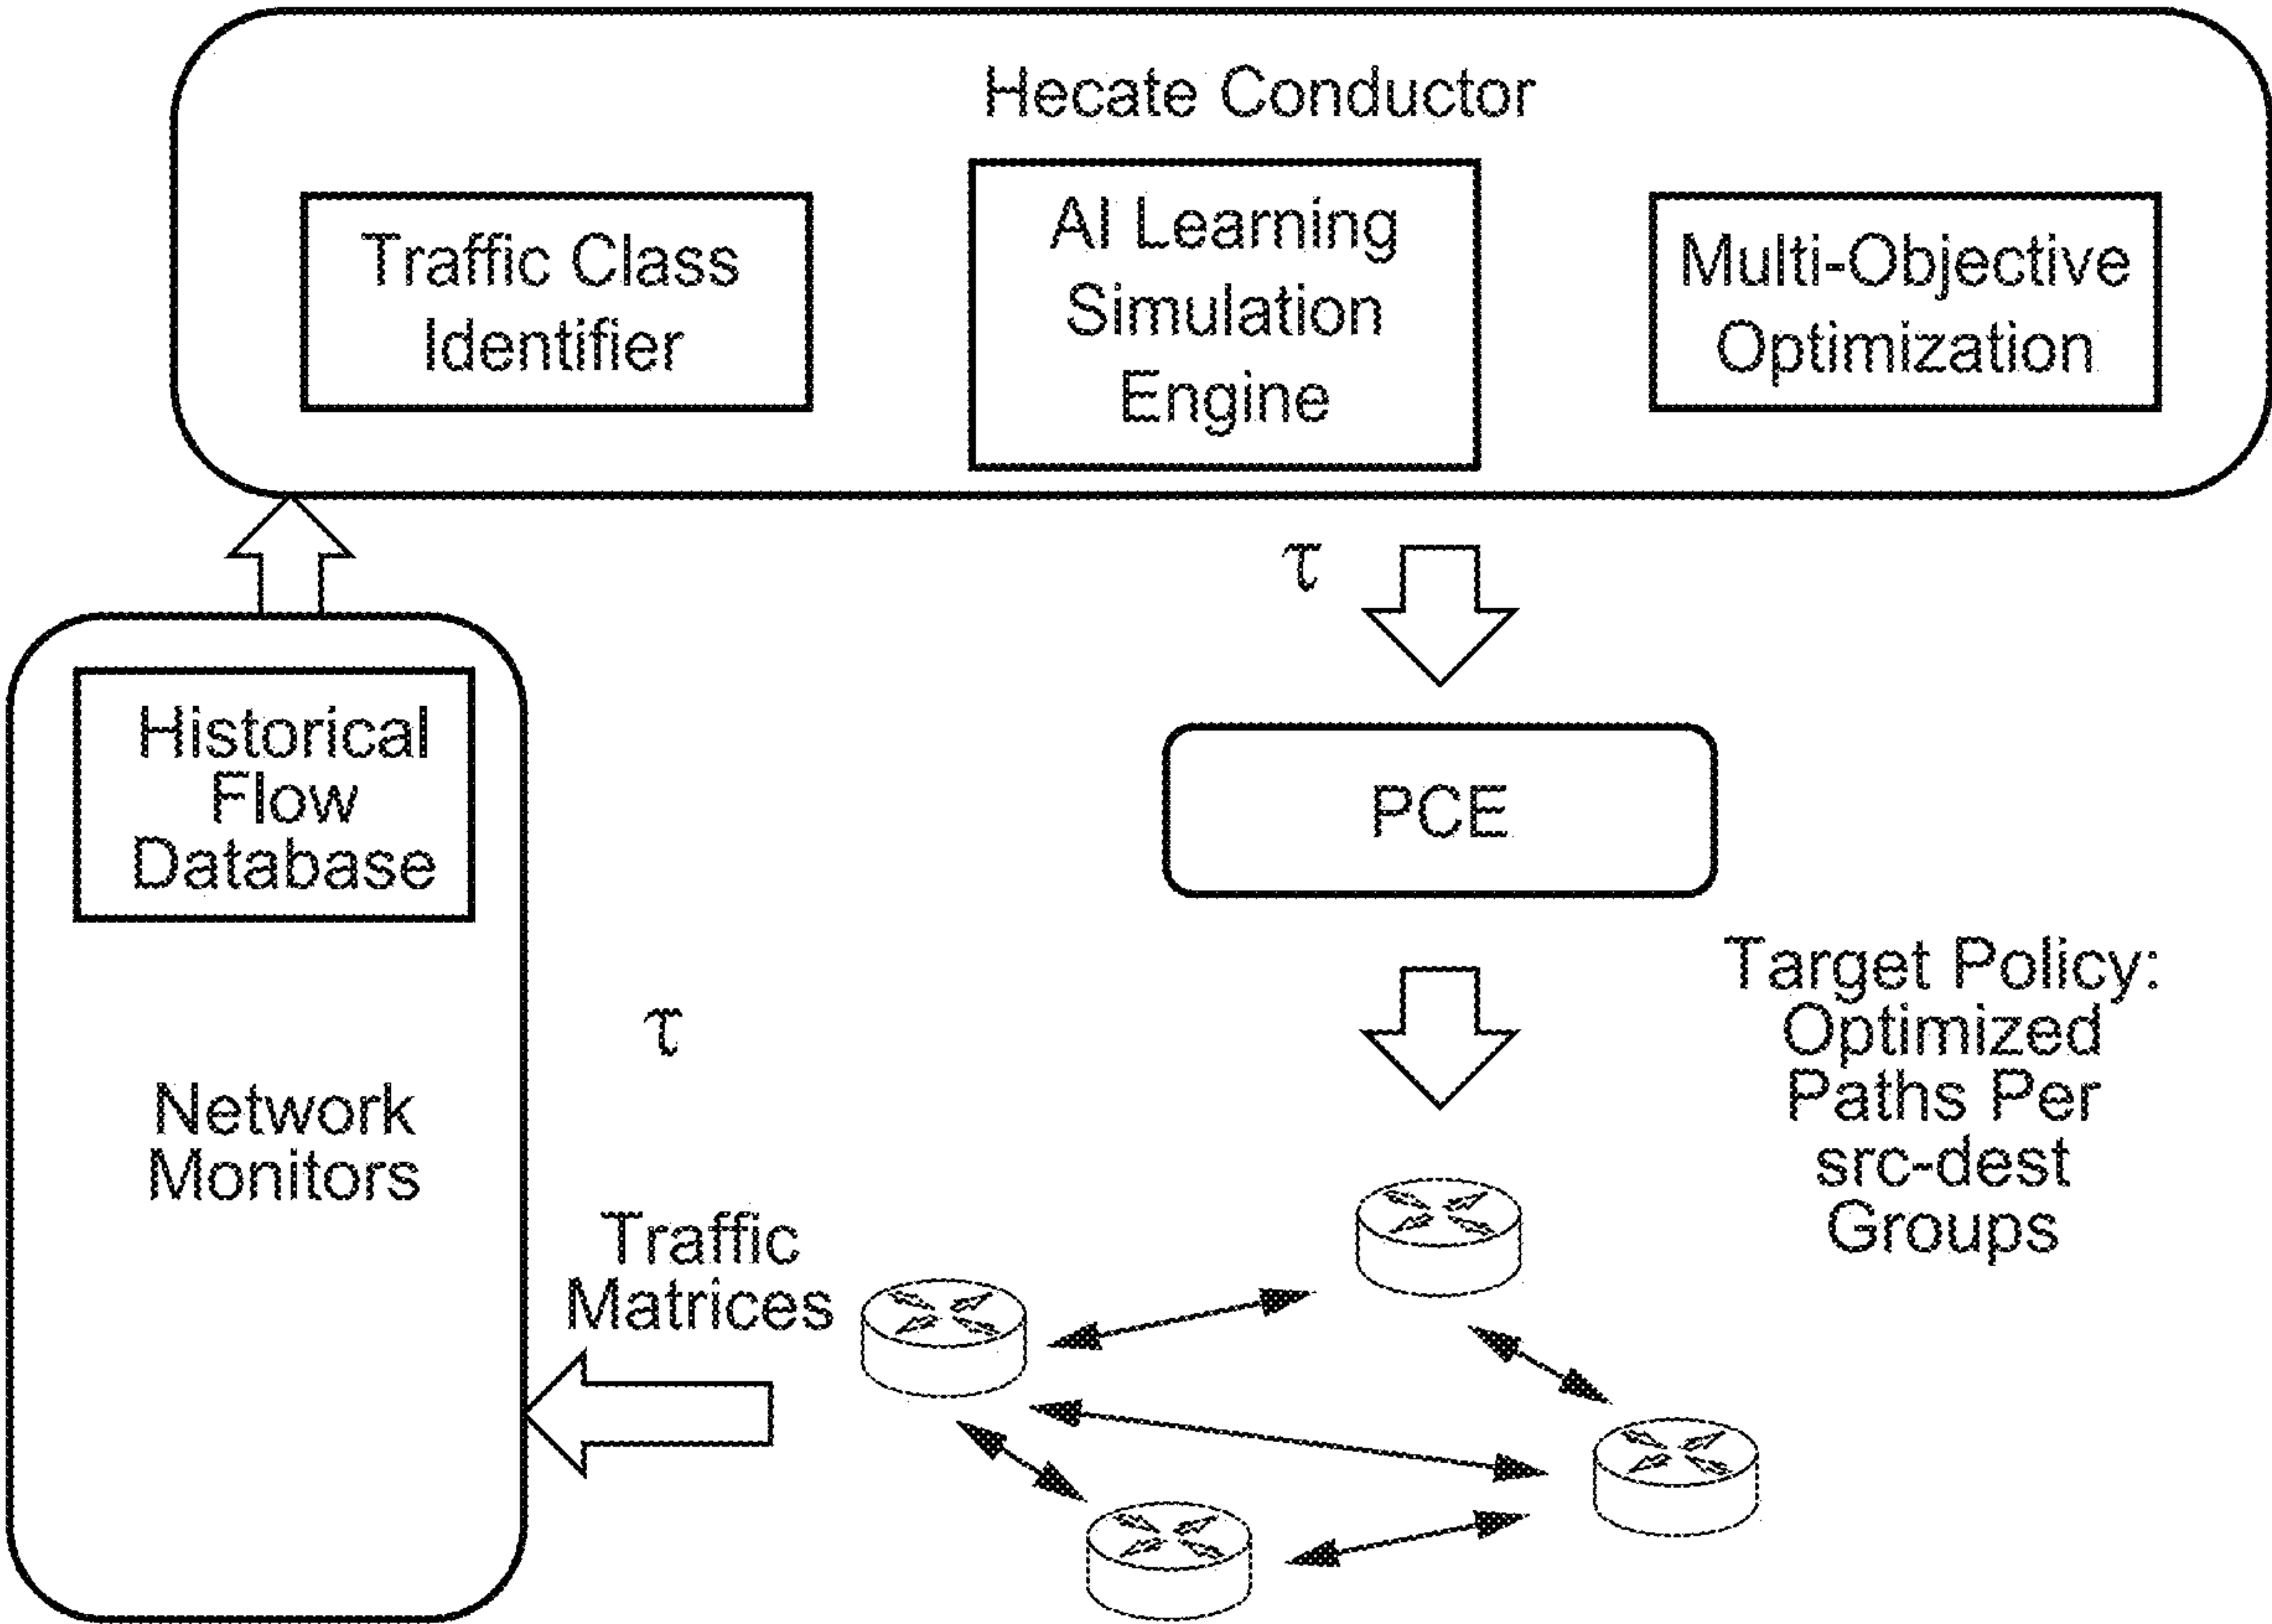 Hecate Conductor
Traffic Class
Identifier
AI Learning
Simulation
Engine
Multi-Objective
Optimization
τ
Historical
Flow
Database
PCE
Target Policy:
Optimized
Paths Per
src-dest
Groups
τ
Network
Monitors
Traffic
Matrices